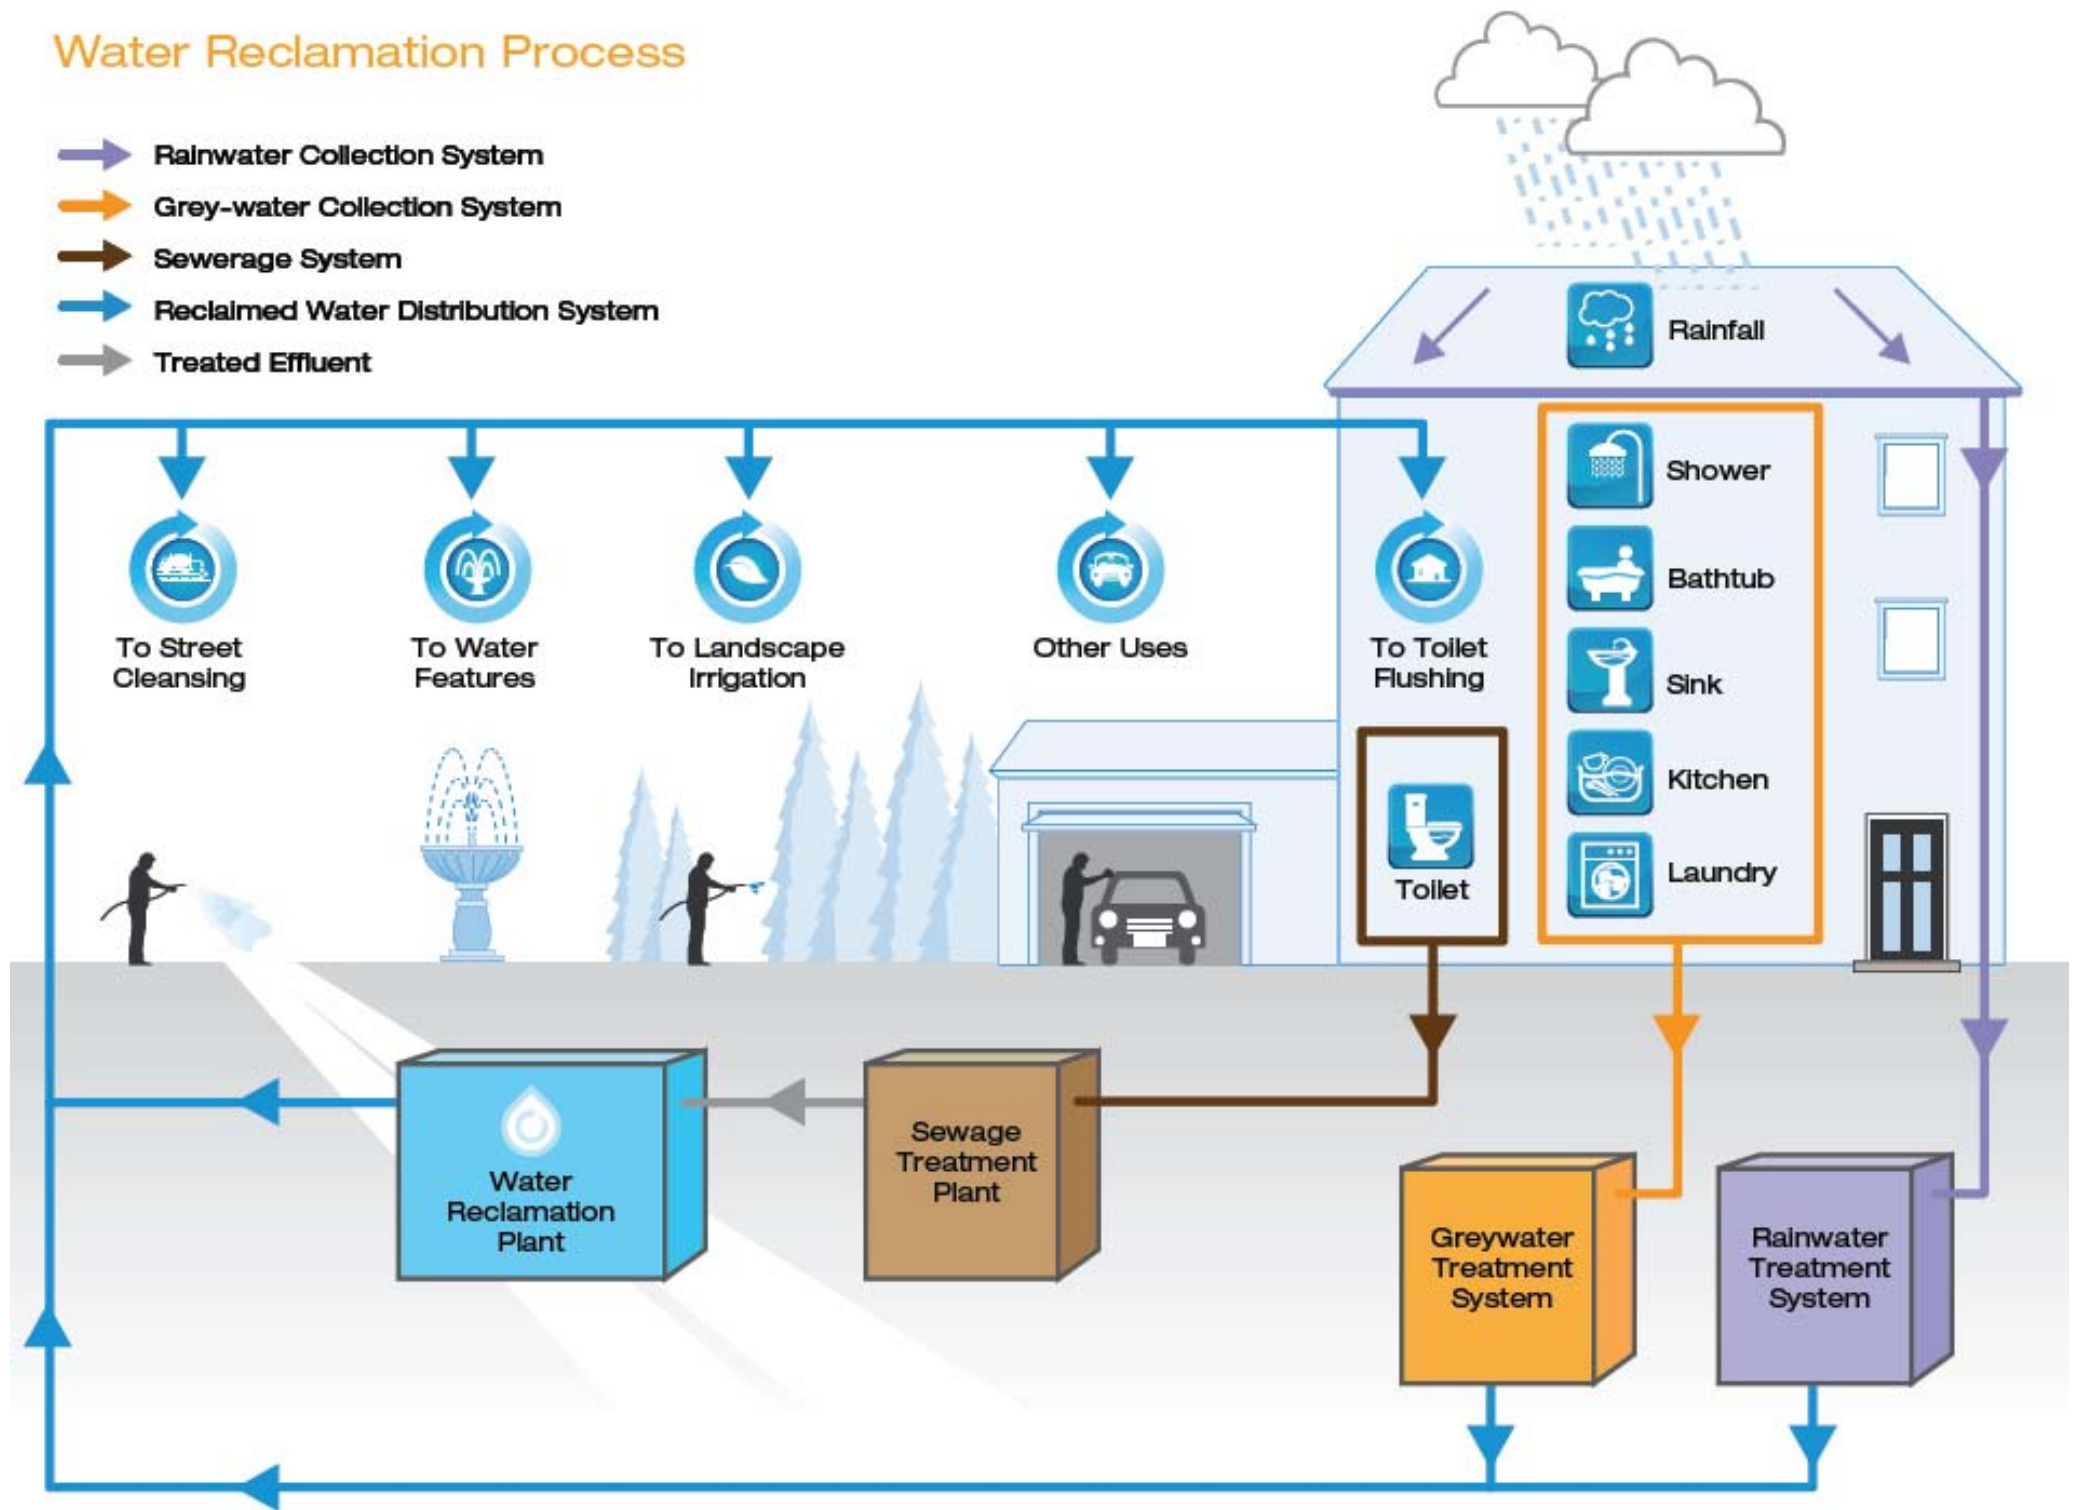 Water Reclamation Process
Rainwater Collection System
Grey-water Collection System
Sewerage System
Reclaimed Water Distribution System
Treated Effluent
Rainfall
Shower
Bathtub
Sink
Kitchen
Laundry
To Street
Cleansing
To Water
Features
To Landscape
Irrigation
Other Uses
To Toilet
Flushing
Toilet
Water
Reclamation
Plant
Sewage
Treatment
Plant
Greywater
Treatment
System
Rainwater
Treatment
System